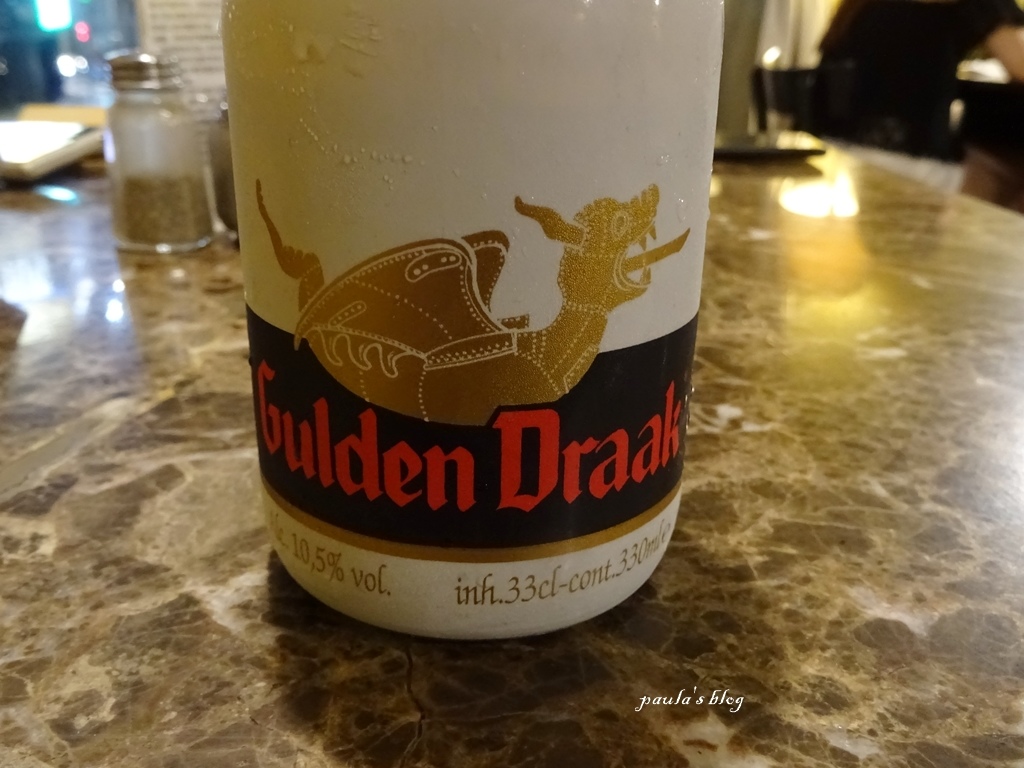 Gulden Draak
10,5% vol.
inh.33cl-cont.330ml e
paula's blog